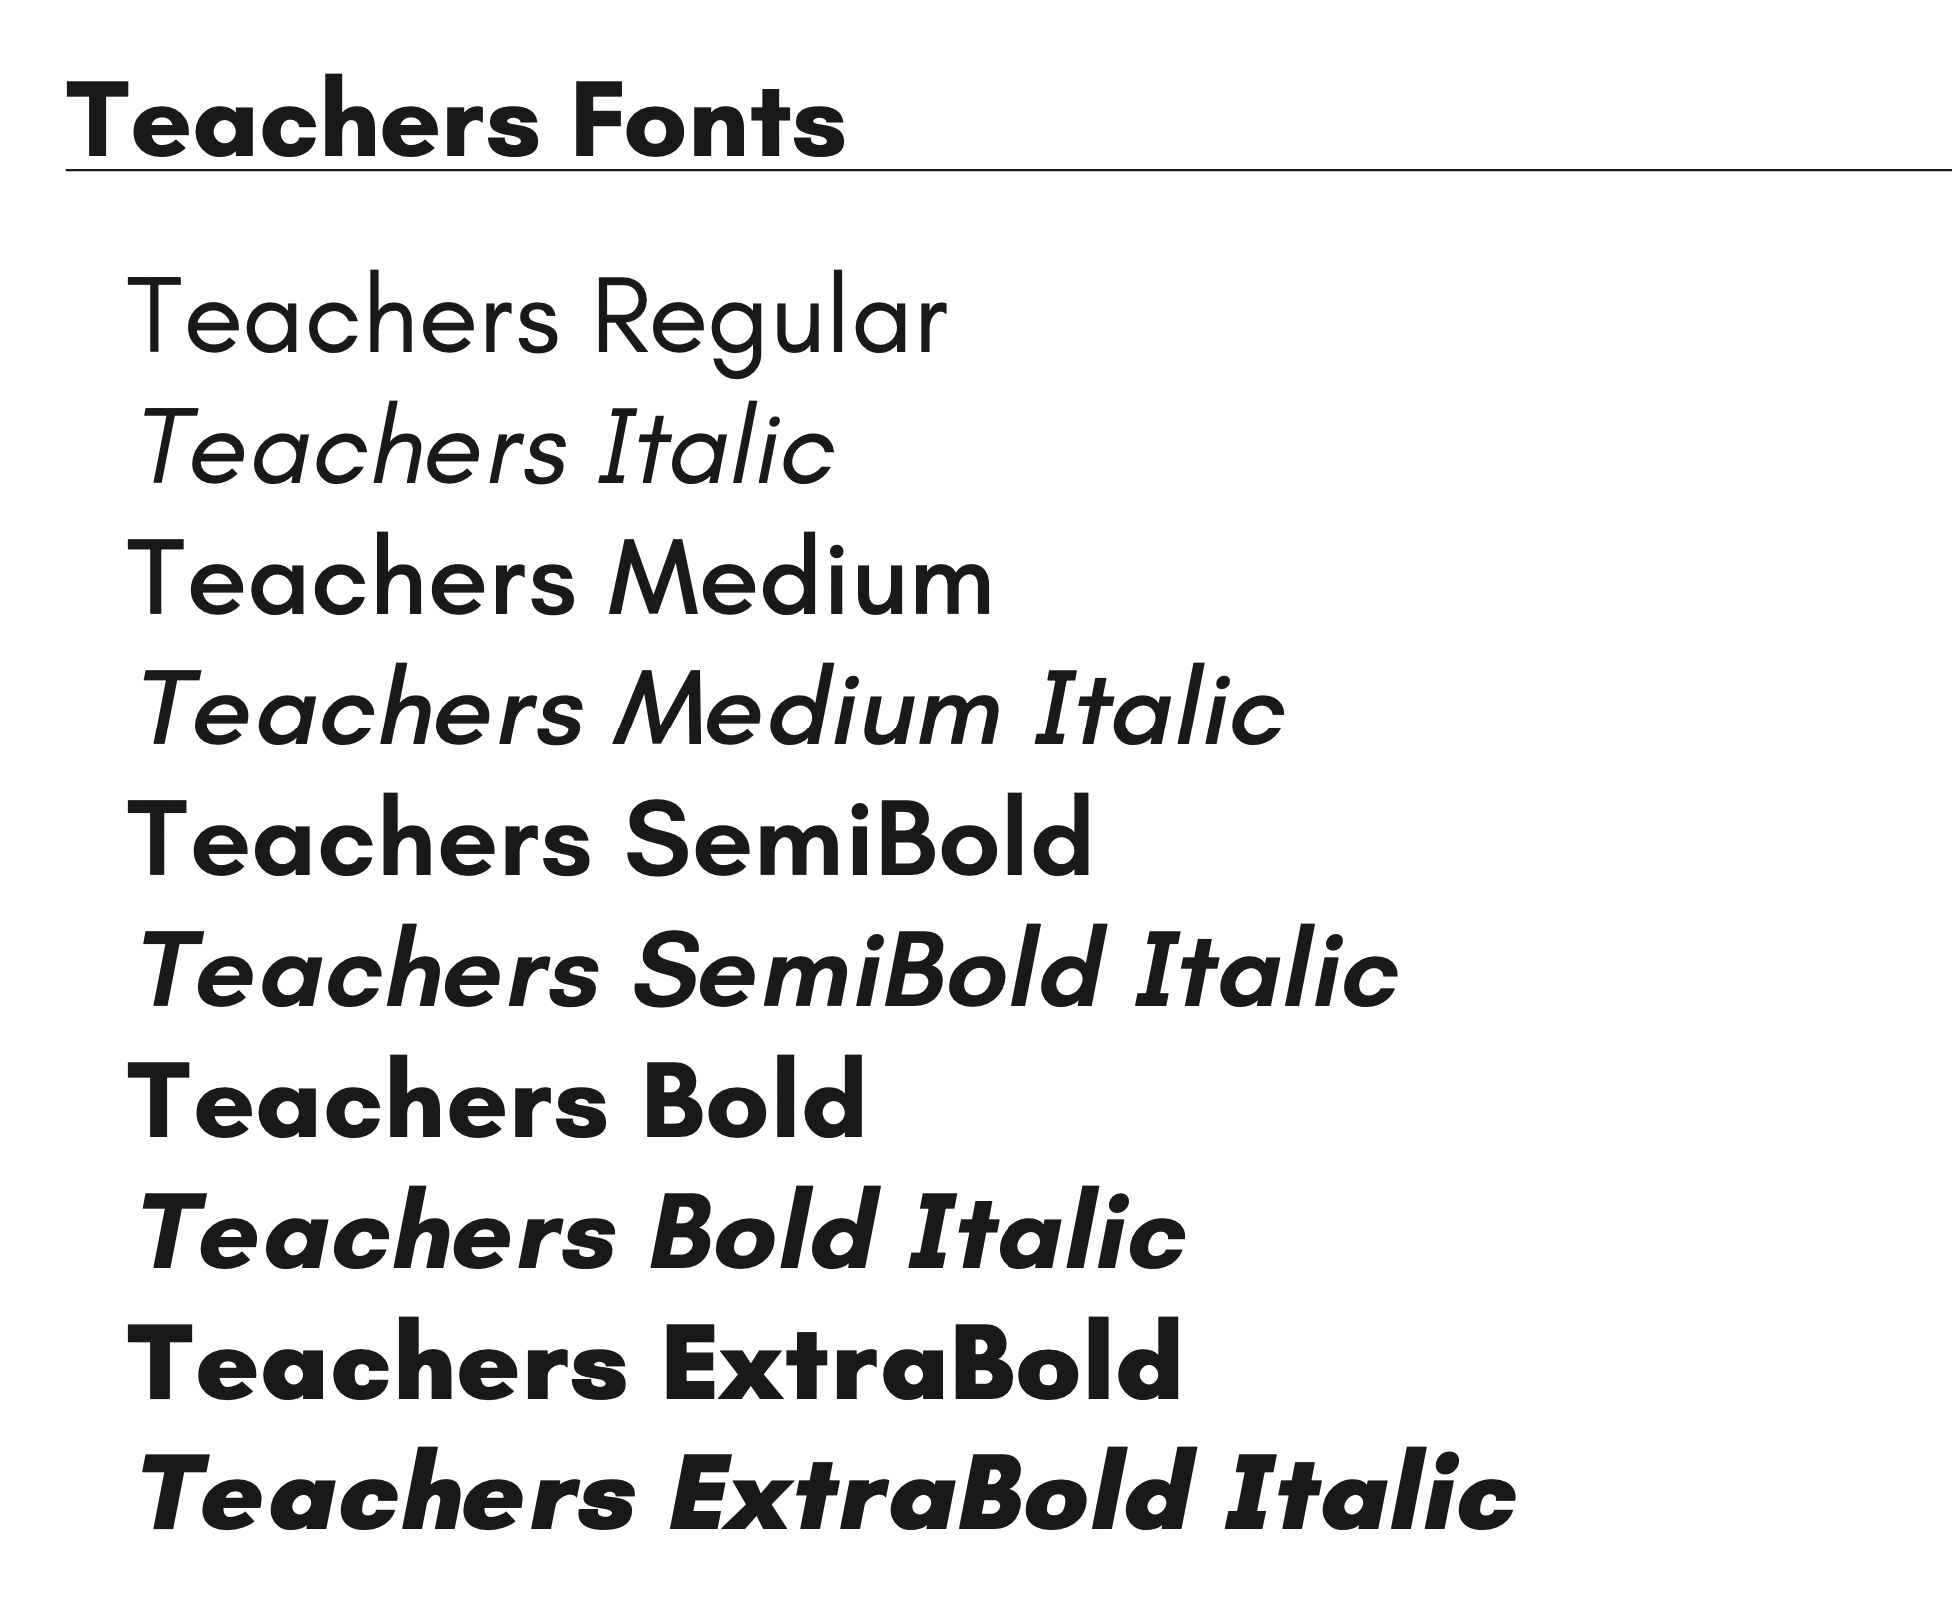 Teachers Fonts
Teachers Regular
Teachers Italic
Teachers Medium
Teachers Medium Italic
Teachers SemiBold
Teachers SemiBold Italic
Teachers Bold
Teachers Bold Italic
Teachers ExtraBold
Teachers ExtraBold Italic